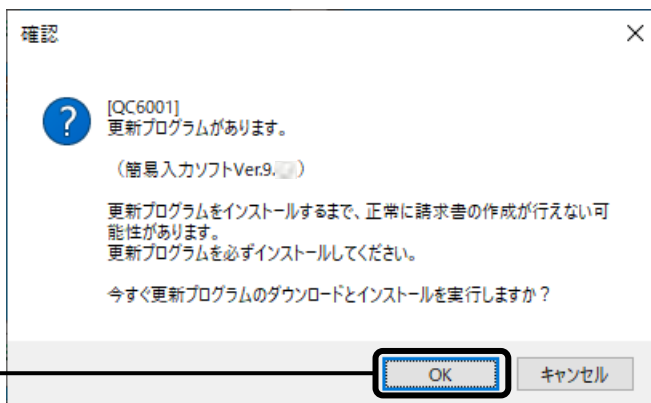 確認
[QC6001]
更新プログラムがあります。
(簡易入力ソフトVer.9. )
更新プログラムをインストールするまで、正常に請求書の作成が行えない可
能性があります。
更新プログラムを必ずインストールしてください。
今すぐ更新プログラムのダウンロードとインストールを実行しますか?
OK
キャンセル